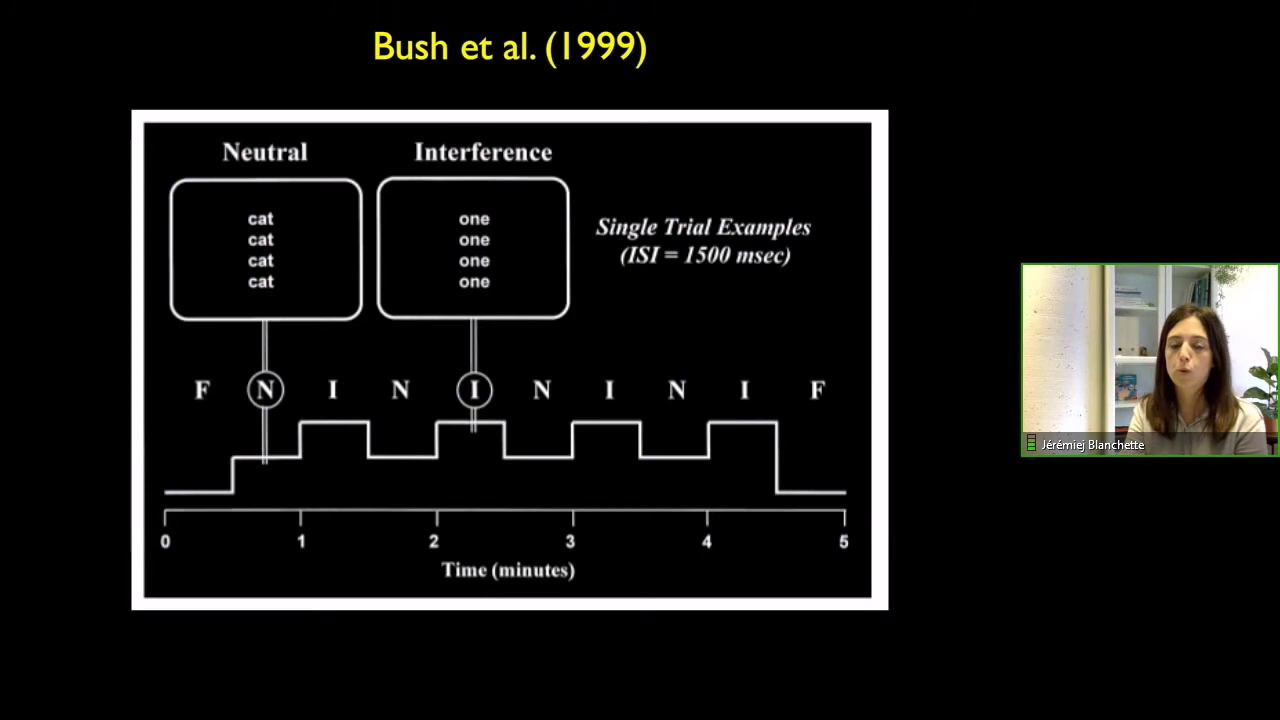 Bush et al. (1999)
Neutral
Interference
cat
cat
cat
cat
one
one
one
one
Single Trial Examples
(ISI = 1500 msec)
F N I N I N I N I F
0 1 2 3 4 5
Time (minutes)
Jérémiej Blanchette